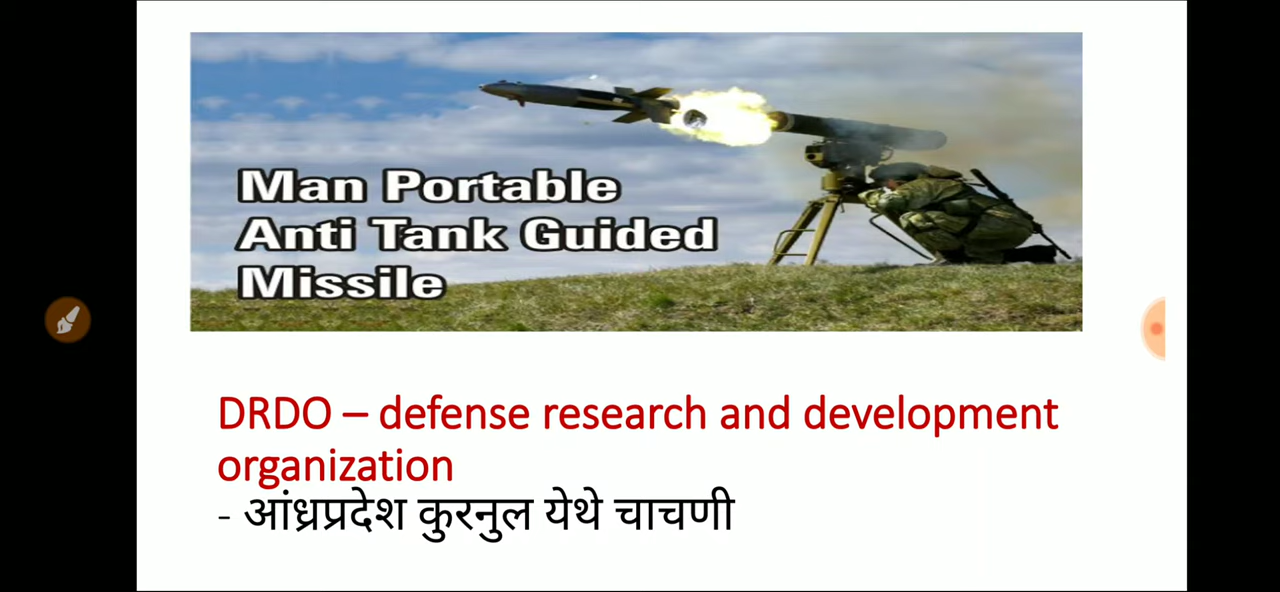 Man Portable
Anti Tank Guided
Missile
DRDO – defense research and development
organization
- आंध्रप्रदेश कुरनुल येथे चाचणी